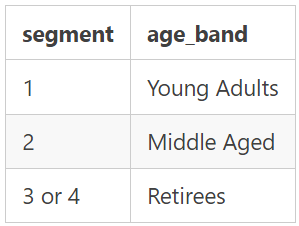 segment age_band
1 Young Adults
2 Middle Aged
3 or 4 Retirees